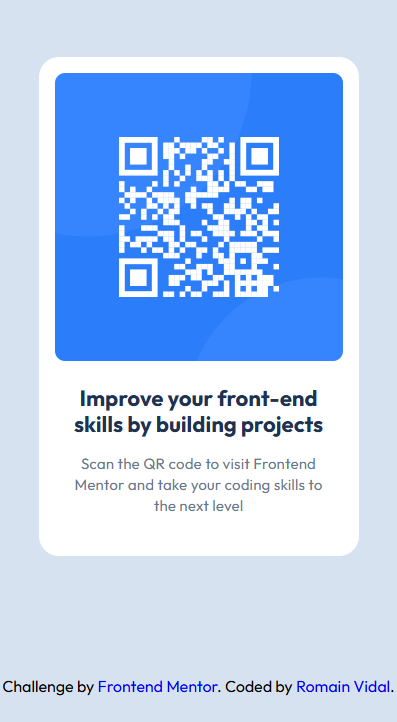 Improve your front-end
skills by building projects
Scan the QR code to visit Frontend
Mentor and take your coding skills to
the next level
Challenge by Frontend Mentor. Coded by Romain Vidal.